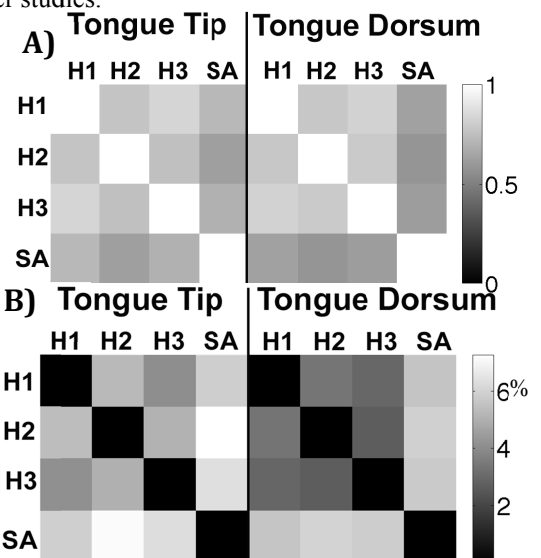 er studies.
A) Tongue Tip Tongue Dorsum
H1 H2 H3 SA H1 H2 H3 SA
H1
H2
H3
SA
1
0.5
0
B) Tongue Tip Tongue Dorsum
H1 H2 H3 SA H1 H2 H3 SA
H1
H2
H3
SA
6%
4
2